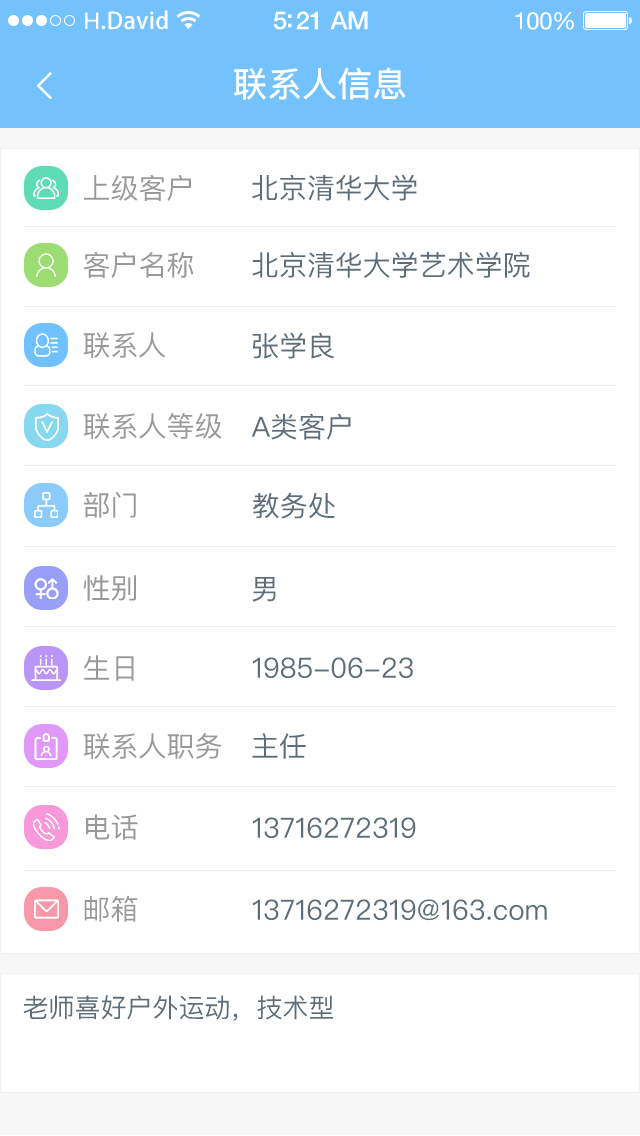 H.David 5:21 AM 100%
联系人信息
上级客户 北京清华大学
客户名称 北京清华大学艺术学院
联系人 张学良
联系人等级 A类客户
部门 教务处
性别 男
生日 1985-06-23
联系人职务 主任
电话 13716272319
邮箱 13716272319@163.com
老师喜好户外运动，技术型